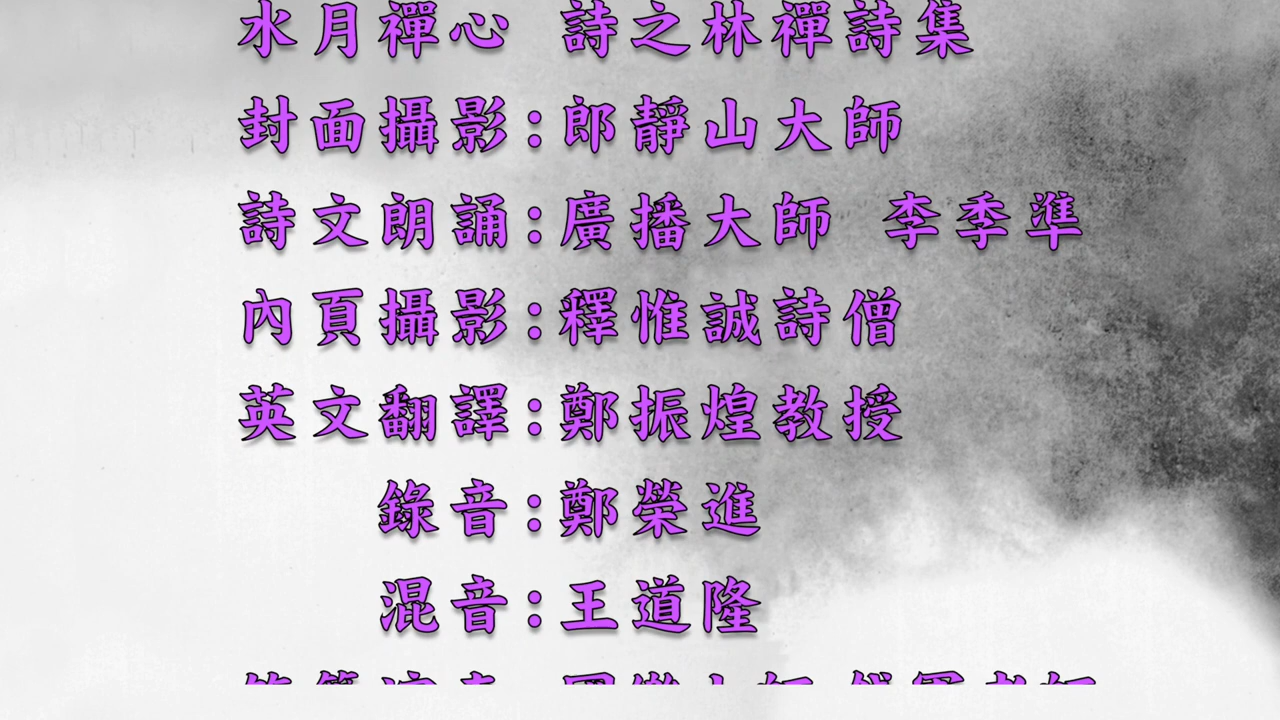 水月禪心 詩之林禪詩集
封面攝影:郎靜山大師
詩文朗誦:廣播大師 李季準
內頁攝影:釋惟誠詩僧
英文翻譯:鄭振煌教授
錄音:鄭榮進
混音:王道隆